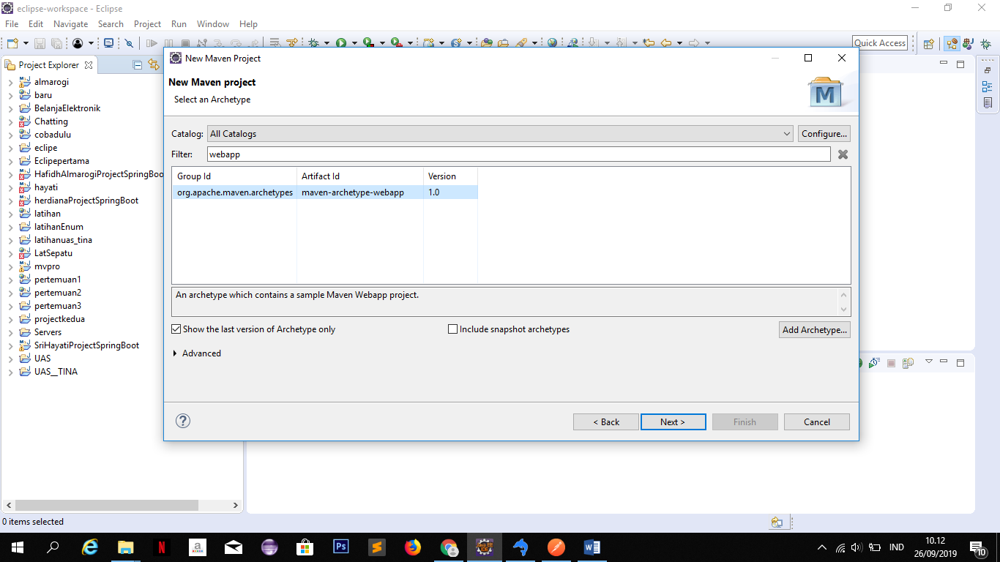 eclipse-workspace - Eclipse
File Edit Navigate Search Project Run Window Help
Quick Access
Project Explorer
almarogi
baru
BelanjaElektronik
Chatting
cobadulu
eclipe
Eclipepertama
HafidhAlmarogiProjectSpringBoo
hayati
herdianaProjectSpringBoot
latihan
latihanEnum
latihanuas_tina
LatSepatu
mvpro
pertemuan1
pertemuan2
pertemuan3
projectkedua
Servers
SriHayatiProjectSpringBoot
UAS
UAS_TINA
0 items selected
New Maven Project
New Maven project
Select an Archetype
M
Catalog: All Catalogs Configure...
Filter: webapp
Group Id Artifact Id Version
org.apache.maven.archetypes maven-archetype-webapp 1.0
An archetype which contains a sample Maven Webapp project.
Show the last version of Archetype only Include snapshot archetypes Add Archetype...
Advanced
< Back Next > Finish Cancel
IND
10.12
26/09/2019
10